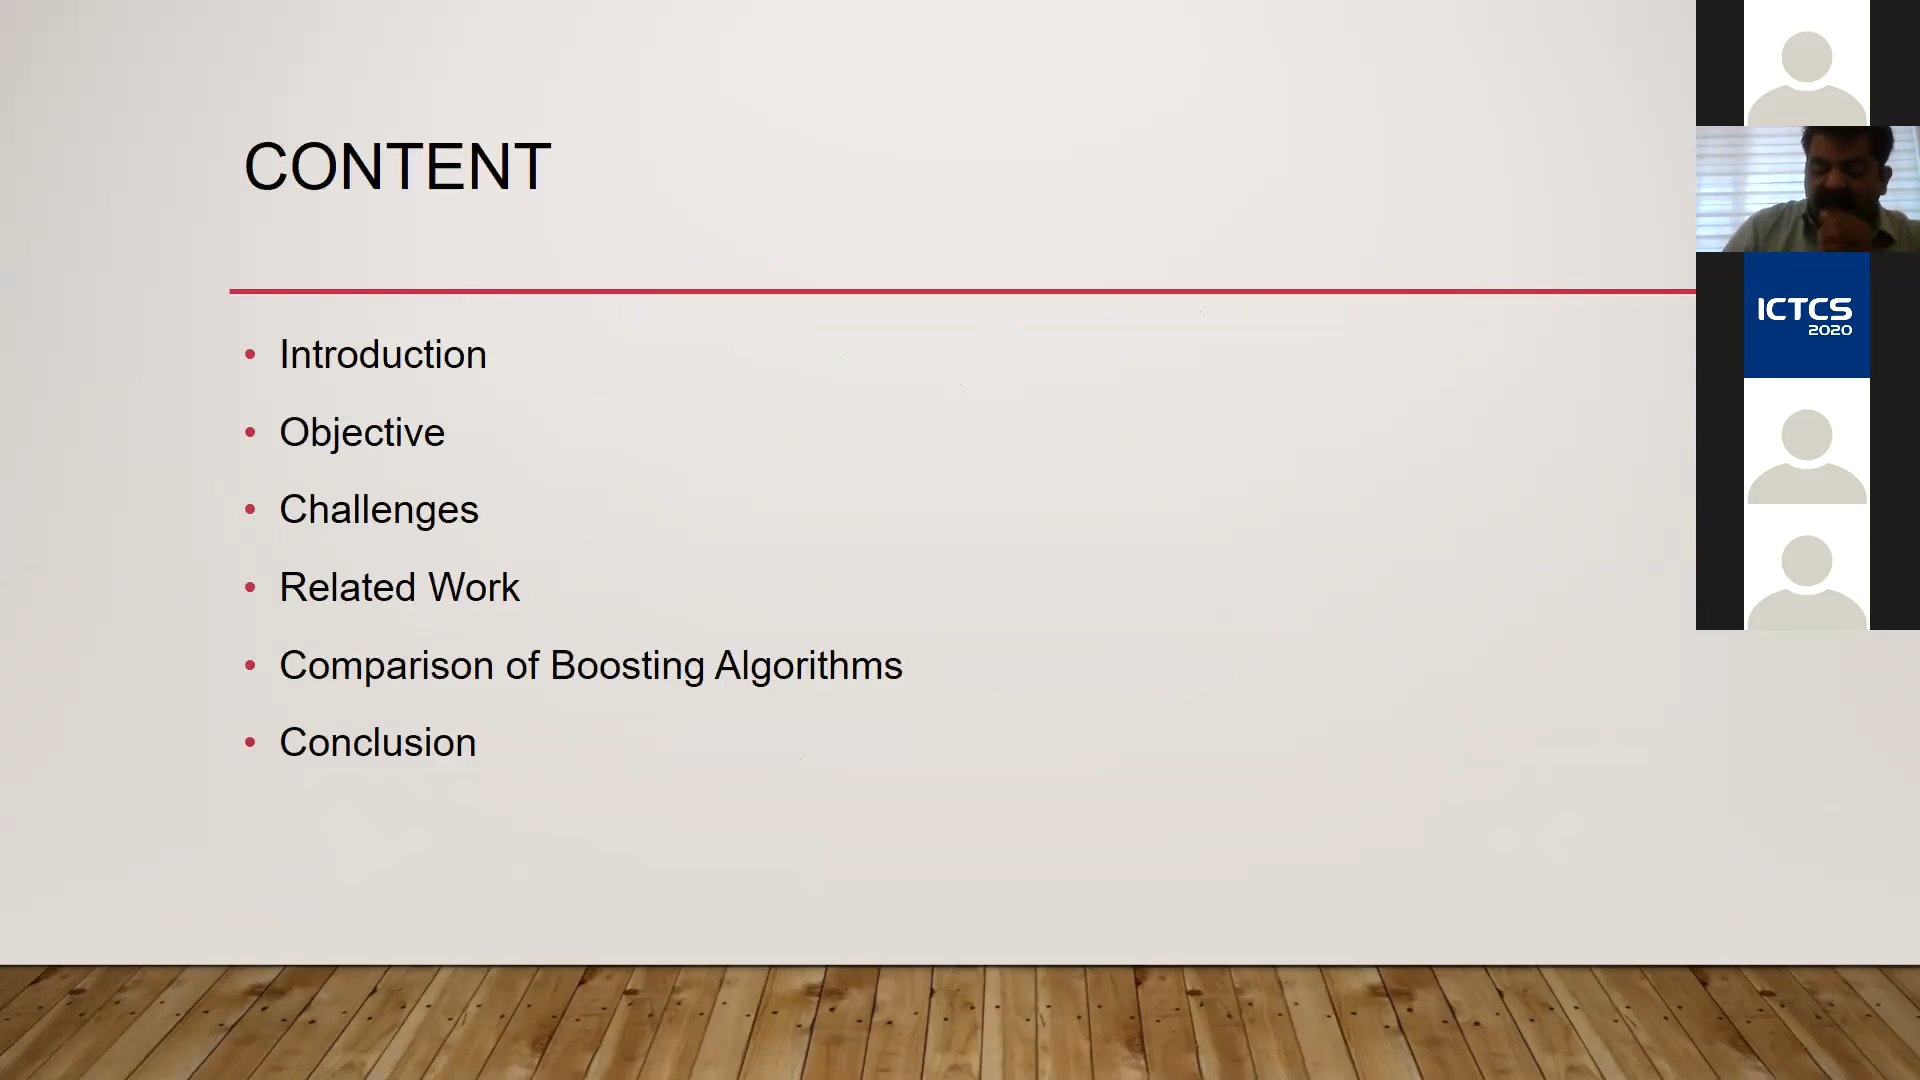 CONTENT
Introduction
Objective
Challenges
Related Work
Comparison of Boosting Algorithms
Conclusion
ICTCS
2020